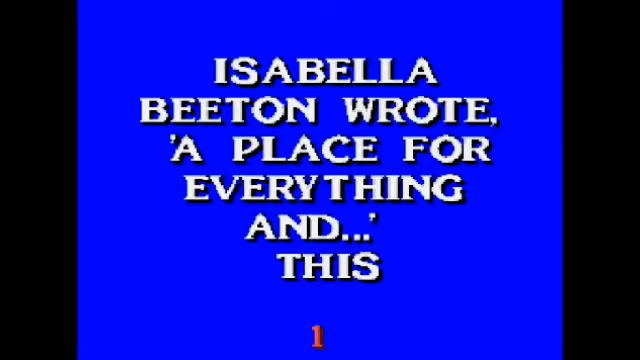 ISABELLA
BEETON WROTE,
'A PLACE FOR
EVERYTHING
AND...'
THIS
1